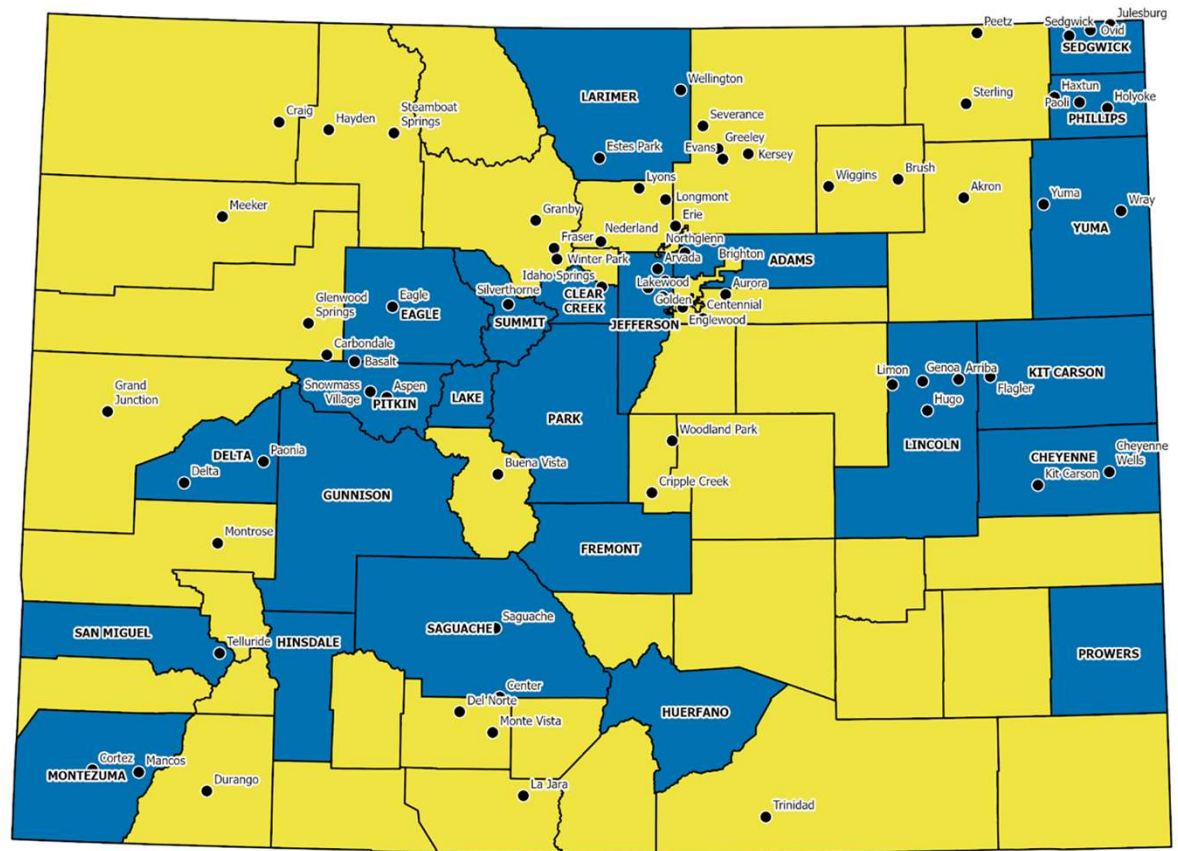 Julesburg
Peetz
Sedgwick
Ovid
SEDGWICK
Wellington
LARIMER
Haxtun
Sterling
Paoli
Holyoke
PHILLIPS
Craig
Hayden
Steamboat
Springs
Severance
Greeley
Evans
Kersey
Estes Park
Wiggins
Brush
Akron
Yuma
Wray
YUMA
Lyons
Longmont
Meeker
Granby
Erie
Nederland
Northglenn
Fraser
Arvada
Brighton
ADAMS
Winter Park
Idaho Springs
Lakewood
Aurora
Silverthorne
CLEAR
CREEK
Golden
Centennial
Glenwood
Springs
Eagle
EAGLE
SUMMIT
JEFFERSON
Englewood
Carbondale
Basalt
Limon
Genoa
Arriba
KIT CARSON
Flagler
Grand
Junction
Snowmass
Village
Aspen
PITKIN
LAKE
Hugo
PARK
Woodland Park
LINCOLN
Cheyenne
Wells
CHEYENNE
Kit Carson
DELTA
Paonia
Delta
Buena Vista
GUNNISON
Cripple Creek
Montrose
FREMONT
SAN MIGUEL
Telluride
HINSDALE
Saguache
SAGUACHE
PROWERS
Center
Del Norte
Monte Vista
HUERFANO
Cortez
MONTEZUMA
Mancos
Durango
La Jara
Trinidad